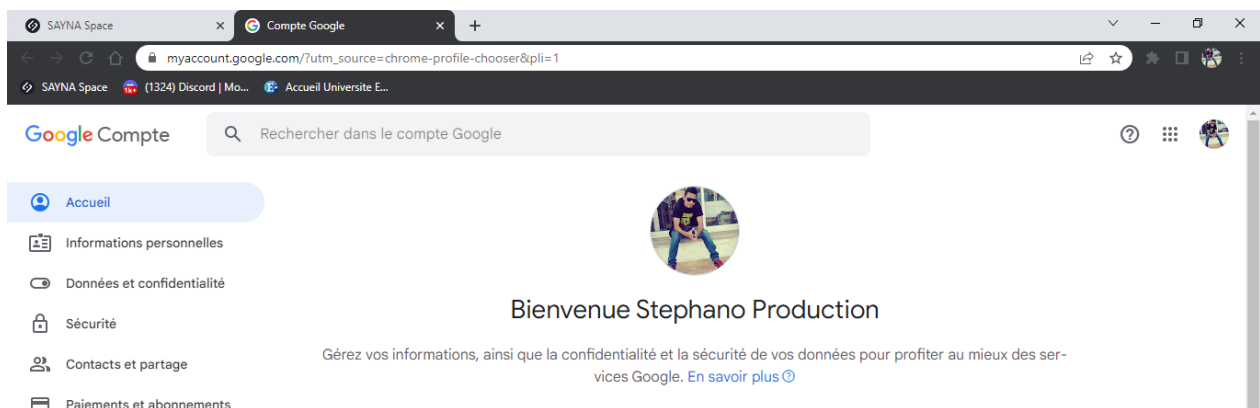 SAYNA Space
Compte Google
myaccount.google.com/?utm_source=chrome-profile-chooser&pli=1
SAYNA Space
(1324) Discord | Mo...
Accueil Universite E...
Google Compte
Rechercher dans le compte Google
Accueil
Informations personnelles
Données et confidentialité
Sécurité
Contacts et partage
Paiements et abonnements
Bienvenue Stephano Production
Gérez vos informations, ainsi que la confidentialité et la sécurité de vos données pour profiter au mieux des ser-
vices Google. En savoir plus